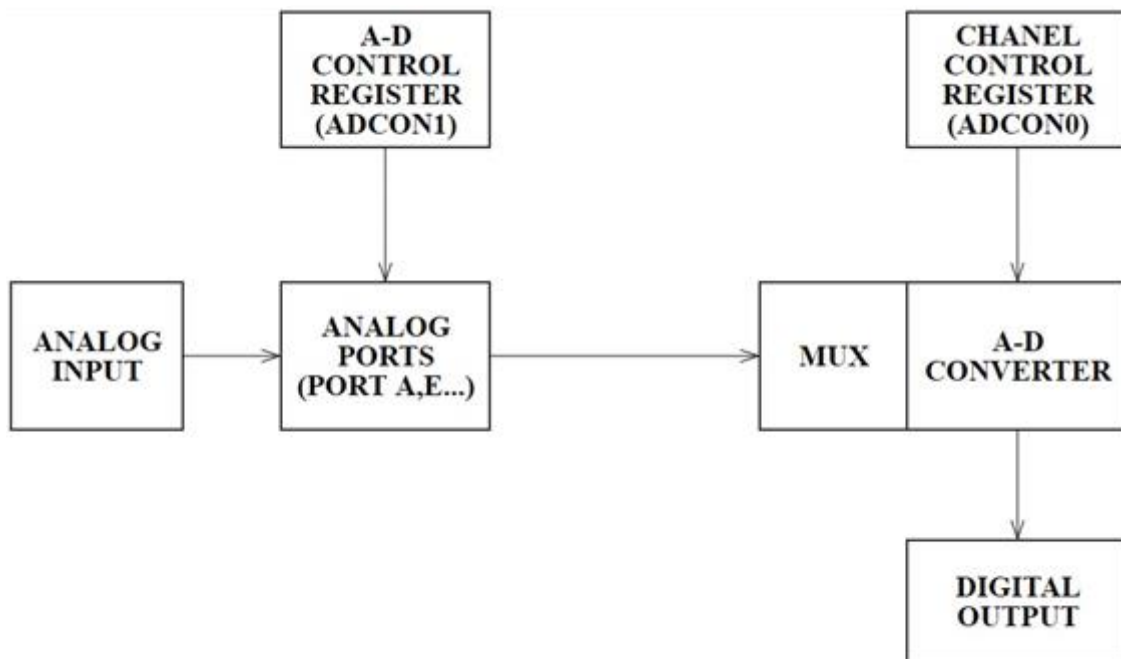 A-D
CONTROL
REGISTER
(ADCON1)
CHANEL
CONTROL
REGISTER
(ADCON0)
ANALOG
INPUT
ANALOG
PORTS
(PORT A,E...)
MUX
A-D
CONVERTER
DIGITAL
OUTPUT